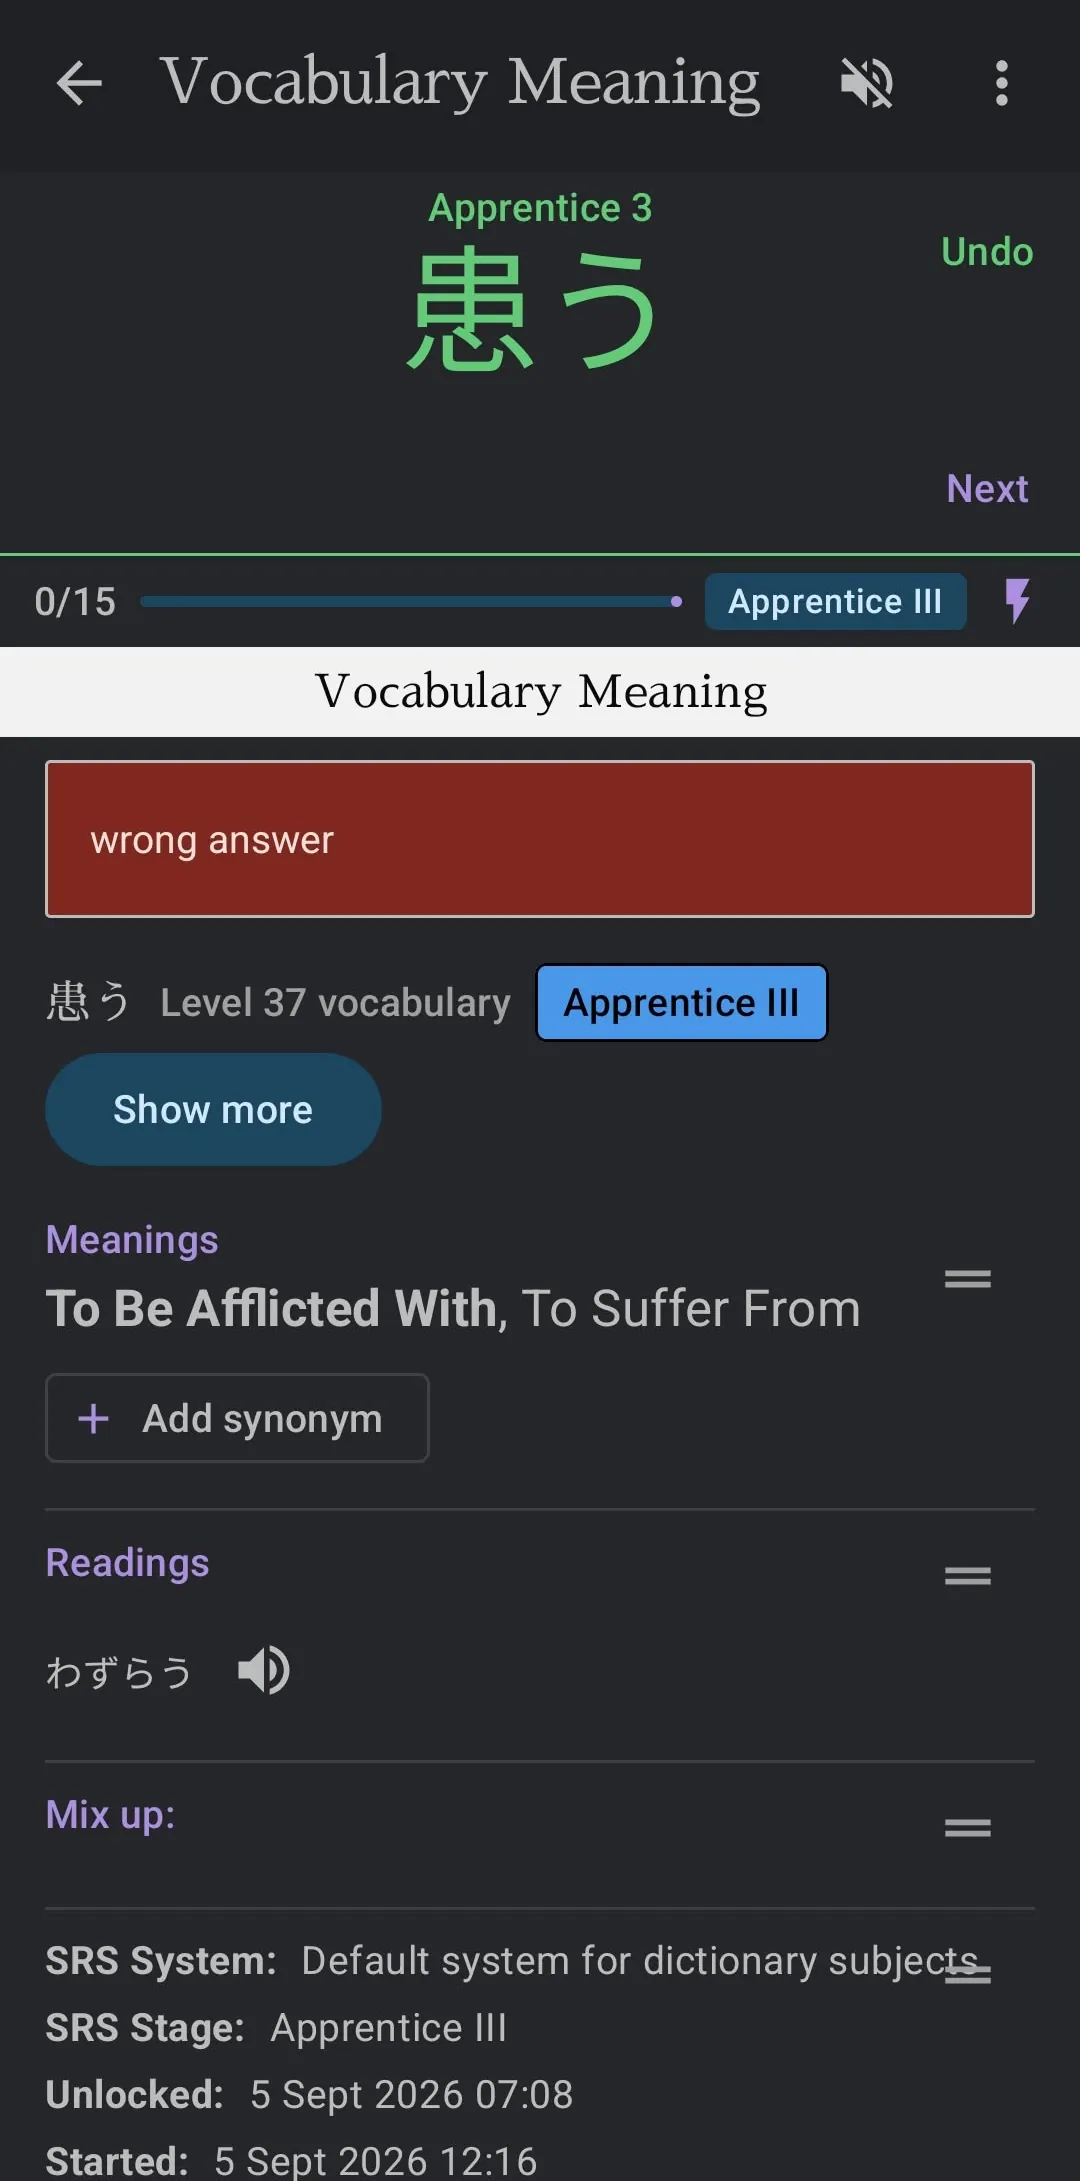 Vocabulary Meaning
Apprentice 3
患う
Undo
Next
0/15
Apprentice III
Vocabulary Meaning
wrong answer
患う Level 37 vocabulary Apprentice III
Show more
Meanings
To Be Afflicted With, To Suffer From
+ Add synonym
Readings
わずらう
Mix up:
SRS System: Default system for dictionary subjects
SRS Stage: Apprentice III
Unlocked: 5 Sept 2026 07:08
Started: 5 Sept 2026 12:16